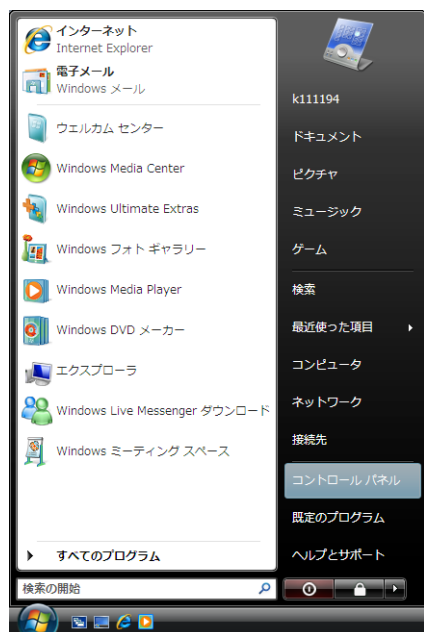 インターネット
Internet Explorer
電子メール
Windows メール
ウェルカム センター
Windows Media Center
Windows Ultimate Extras
Windows フォト ギャラリー
Windows Media Player
Windows DVD メーカー
エクスプローラ
Windows Live Messenger ダウンロード
Windows ミーティング スペース
すべてのプログラム
検索の開始
k111194
ドキュメント
ピクチャ
ミュージック
ゲーム
検索
最近使った項目
コンピュータ
ネットワーク
接続先
コントロール パネル
既定のプログラム
ヘルプとサポート